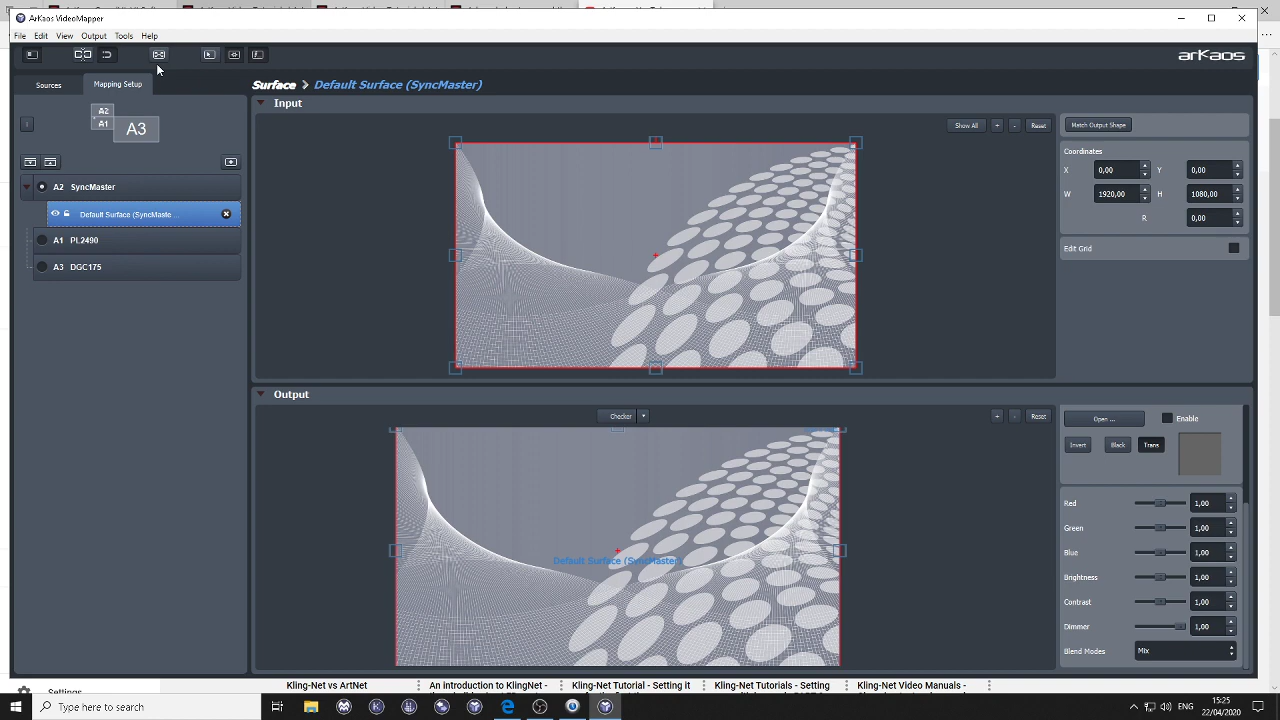 ArKaos VideoMapper
File Edit View Output Tools Help
arKaos
Sources Mapping Setup
Surface > Default Surface (SyncMaster)
A2
A1
A3
Input
Show All + - Reset
Match Output Shape
Coordinates
X 0,00 Y 0,00
W 1920,00 H 1080,00
R 0,00
Edit Grid
A2 SyncMaster
Default Surface (SyncMaste ...
A1 PL2490
A3 DGC175
Output
Checker + - Reset
Open ... Enable
Invert Black Trans
Default Surface (SyncMaster)
Red 1,00
Green 1,00
Blue 1,00
Brightness 1,00
Contrast 1,00
Dimmer 1,00
Blend Modes Mix
Settings
Kling-Net vs ArtNet
An introduction to KlingNet -
Kling-Net Tutorial - Setting it
Kling-Net Tutorials - Setting
Kling-Net Video Manuals -
Type here to search
15:25
22/04/2020